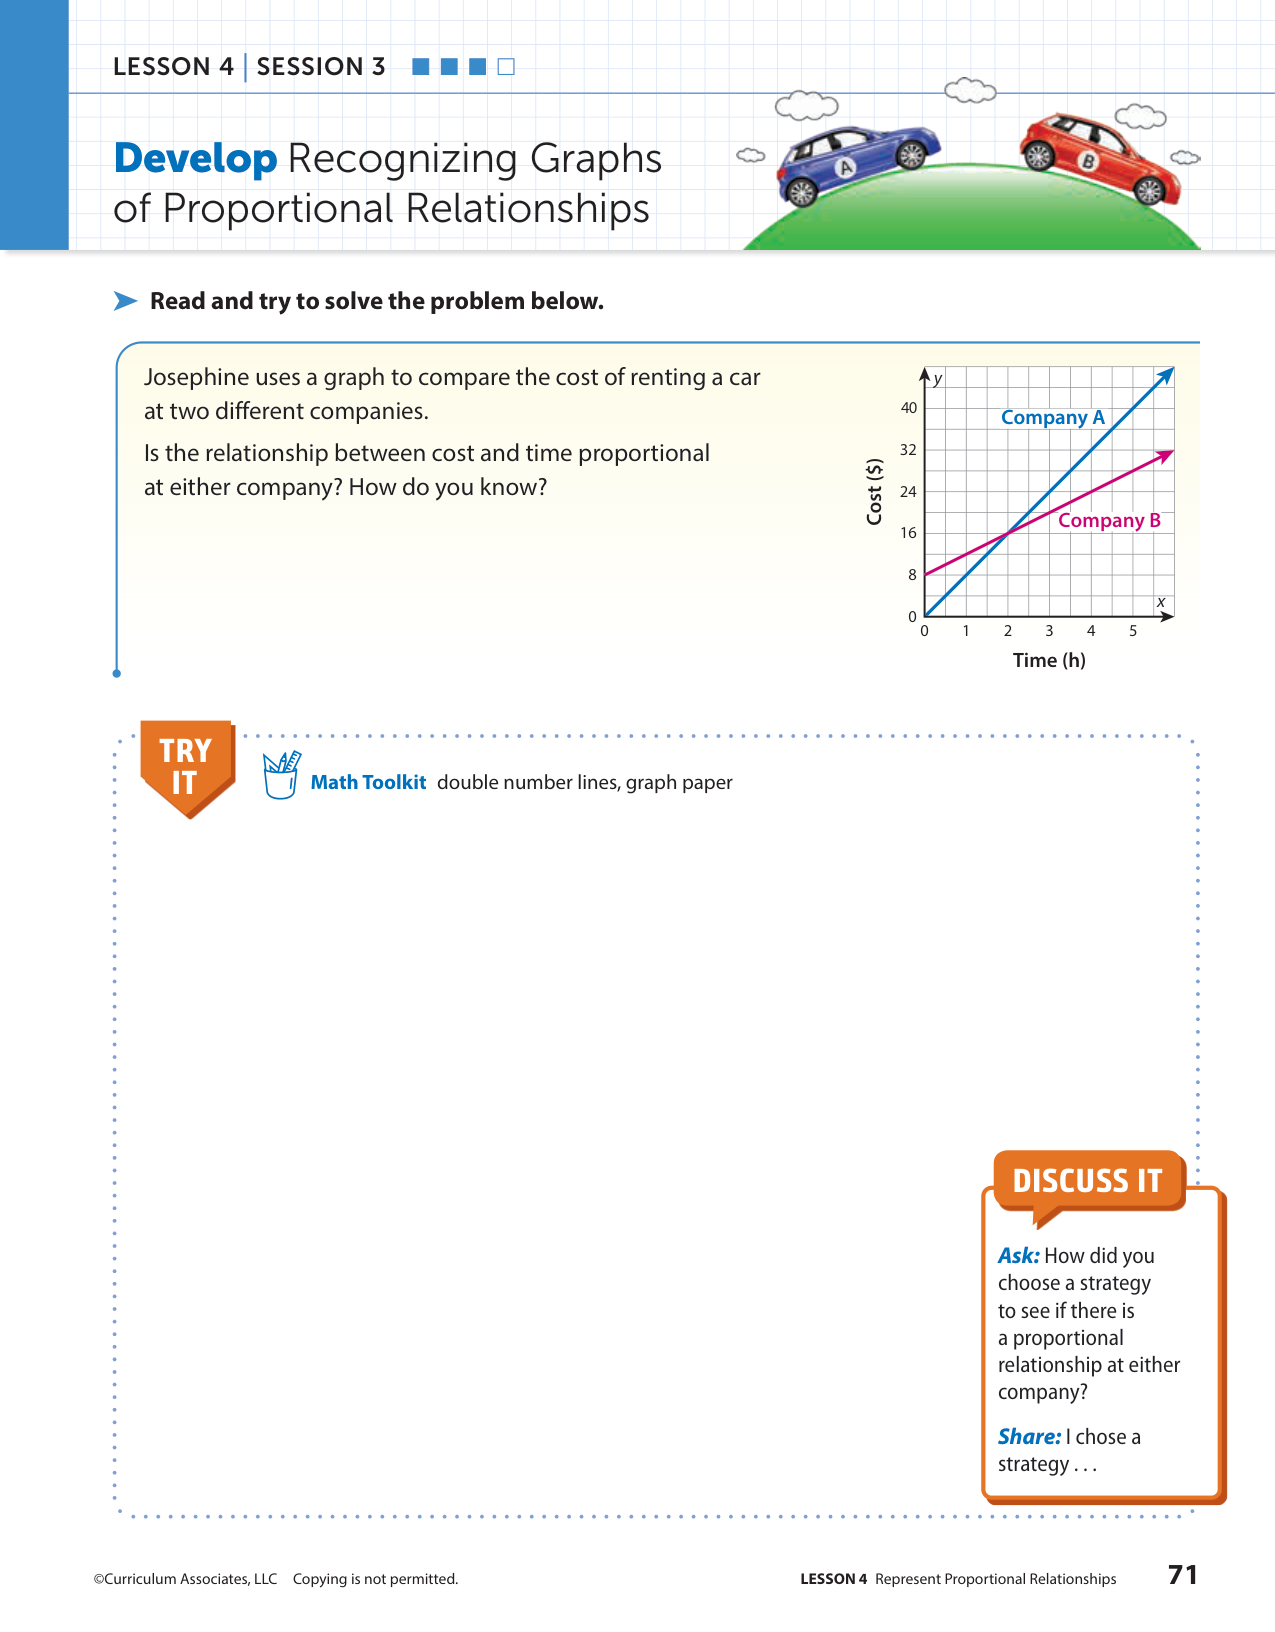 LESSON 4 | SESSION 3
Develop Recognizing Graphs
of Proportional Relationships
A
B
Read and try to solve the problem below.
Josephine uses a graph to compare the cost of renting a car
at two different companies.
Is the relationship between cost and time proportional
at either company? How do you know?
y
40
Company A
32
Cost ($)
24
Company B
16
8
x
0
0 1 2 3 4 5
Time (h)
TRY
IT
Math Toolkit double number lines, graph paper
DISCUSS IT
Ask: How did you
choose a strategy
to see if there is
a proportional
relationship at either
company?
Share: I chose a
strategy . . .
©Curriculum Associates, LLC Copying is not permitted.
LESSON 4 Represent Proportional Relationships 71